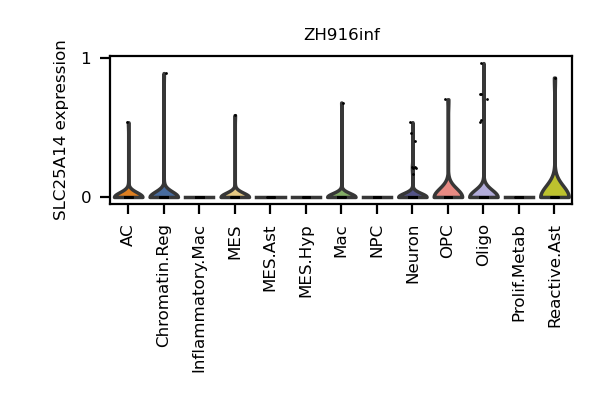 ZH916inf
SLC25A14 expression
1
0
AC
Chromatin.Reg
Inflammatory.Mac
MES
MES.Ast
MES.Hyp
Mac
NPC
Neuron
OPC
Oligo
Prolif.Metab
Reactive.Ast